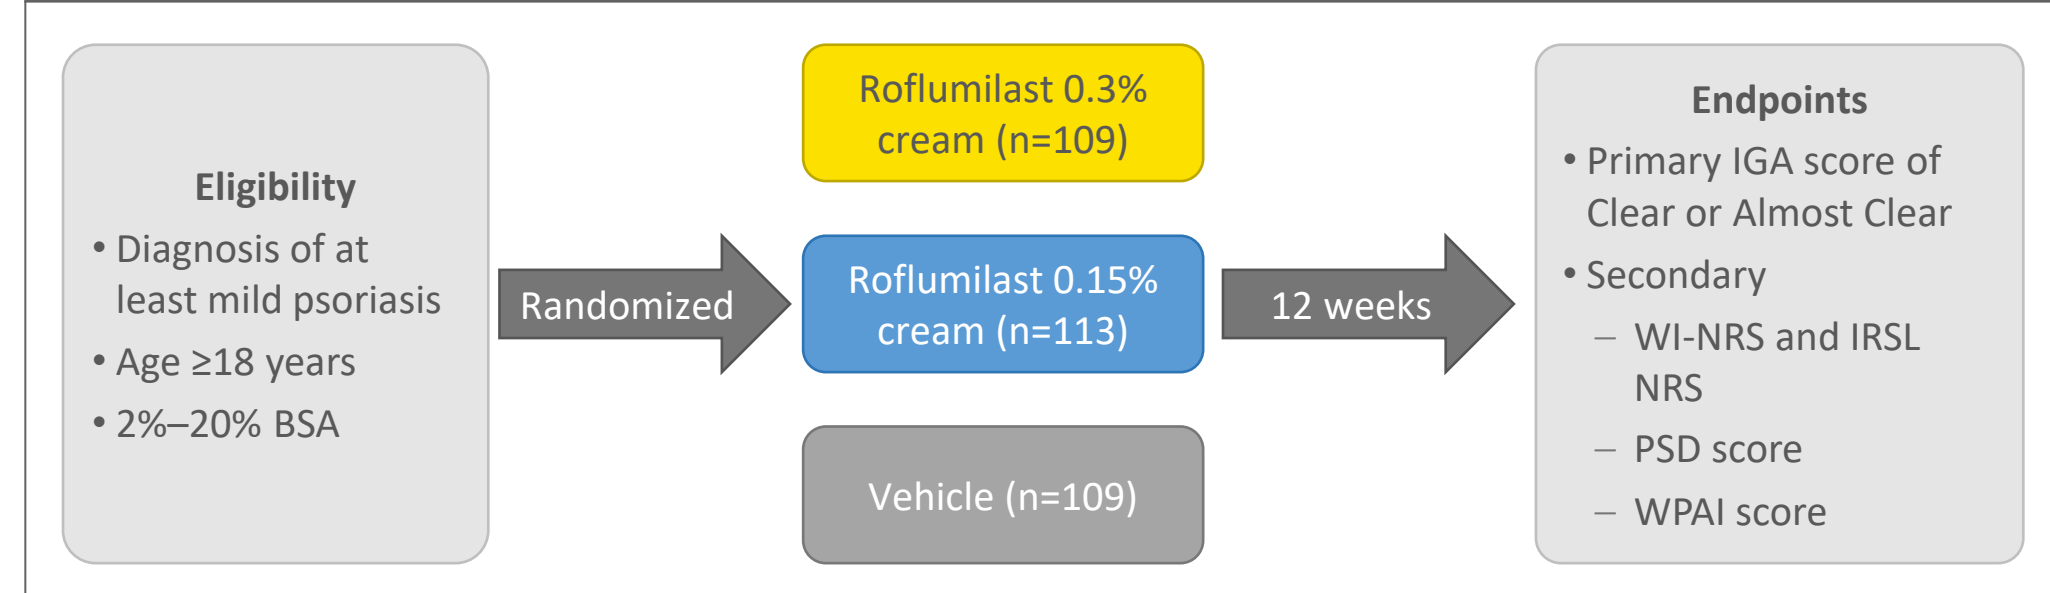 Eligibility
• Diagnosis of at
least mild psoriasis
• Age ≥18 years
• 2%–20% BSA
Randomized
Roflumilast 0.3%
cream (n=109)
Roflumilast 0.15%
cream (n=113)
Vehicle (n=109)
12 weeks
Endpoints
• Primary IGA score of
Clear or Almost Clear
• Secondary
– WI-NRS and IRSL
NRS
– PSD score
– WPAI score